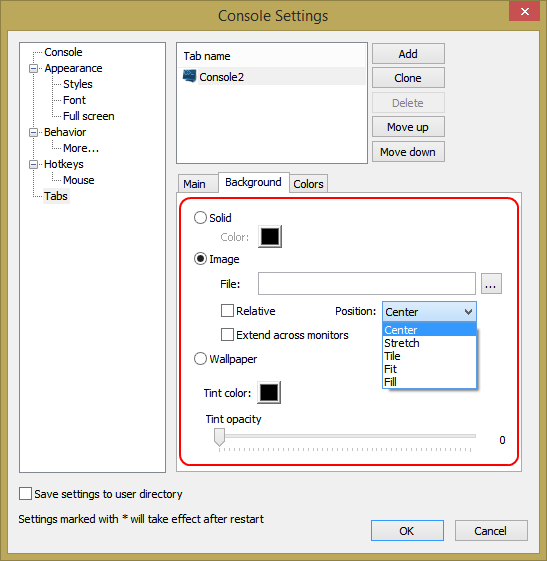 Console Settings
Console
Appearance
Styles
Font
Full screen
Behavior
More...
Hotkeys
Mouse
Tabs
Tab name
Console2
Add
Clone
Delete
Move up
Move down
Main Background Colors
Solid
Color:
Image
File:
...
Relative Position: Center
Center
Stretch
Tile
Fit
Fill
Extend across monitors
Wallpaper
Tint color:
Tint opacity
0
Save settings to user directory
Settings marked with * will take effect after restart
OK Cancel